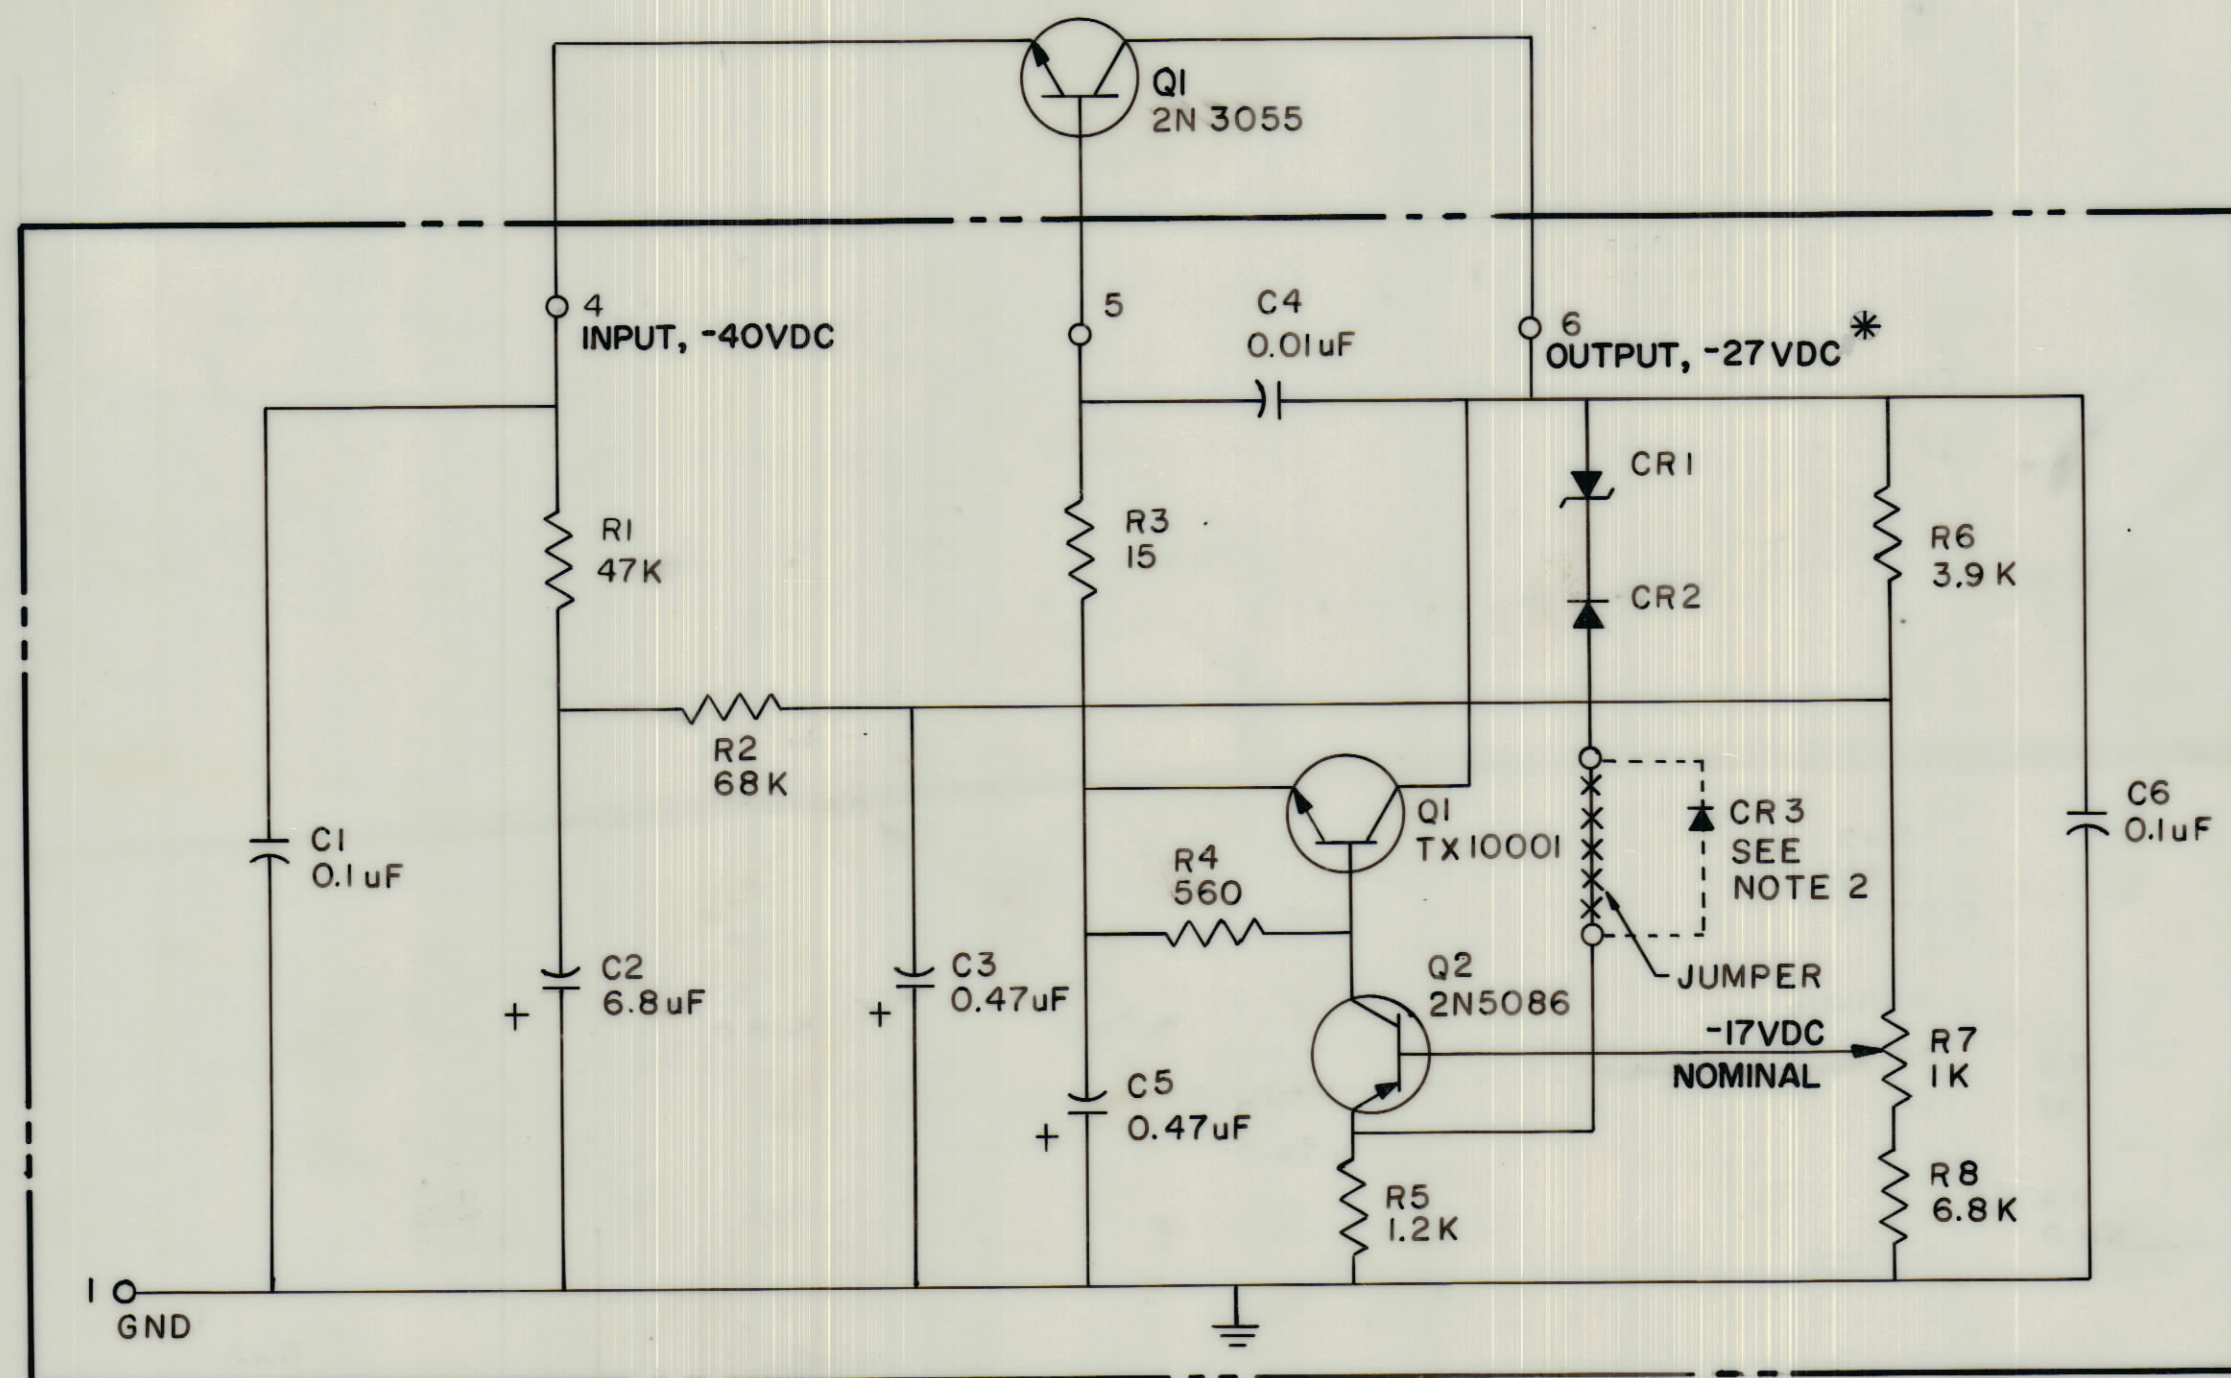 Q1
2N 3055
4
INPUT, -40VDC
5
C4
0.01uF
6
OUTPUT, -27VDC*
R1
47K
R3
15
CR1
R6
3.9K
CR2
R2
68K
C1
0.1uF
Q1
TX10001
CR3
SEE
NOTE 2
C6
0.1uF
R4
560
C2
6.8uF
+
C3
0.47uF
+
Q2
2N5086
JUMPER
-17VDC
NOMINAL
R7
1K
C5
0.47uF
+
R5
1.2K
R8
6.8K
1
GND